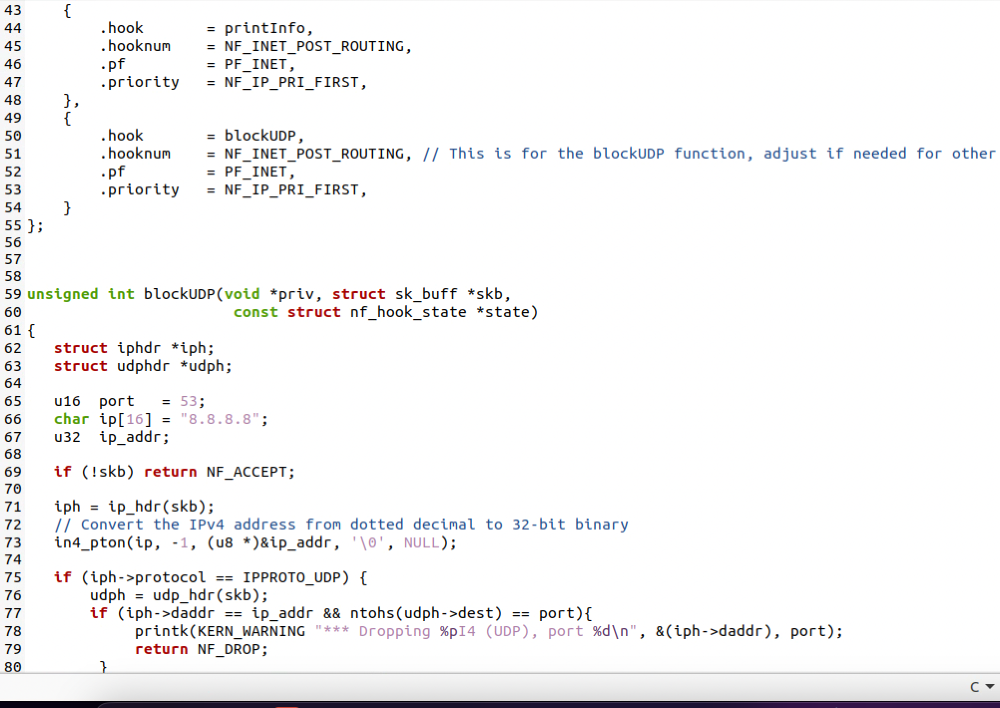 43     {
44         .hook       = printInfo,
45         .hooknum    = NF_INET_POST_ROUTING,
46         .pf         = PF_INET,
47         .priority   = NF_IP_PRI_FIRST,
48     },
49     {
50         .hook       = blockUDP,
51         .hooknum    = NF_INET_POST_ROUTING, // This is for the blockUDP function, adjust if needed for other
52         .pf         = PF_INET,
53         .priority   = NF_IP_PRI_FIRST,
54     }
55 };
56
57
58
59 unsigned int blockUDP(void *priv, struct sk_buff *skb,
60                        const struct nf_hook_state *state)
61 {
62    struct iphdr *iph;
63    struct udphdr *udph;
64
65    u16  port   = 53;
66    char ip[16] = "8.8.8.8";
67    u32  ip_addr;
68
69    if (!skb) return NF_ACCEPT;
70
71    iph = ip_hdr(skb);
72    // Convert the IPv4 address from dotted decimal to 32-bit binary
73    in4_pton(ip, -1, (u8 *)&ip_addr, '\0', NULL);
74
75    if (iph->protocol == IPPROTO_UDP) {
76        udph = udp_hdr(skb);
77        if (iph->daddr == ip_addr && ntohs(udph->dest) == port){
78             printk(KERN_WARNING "*** Dropping %pI4 (UDP), port %d\n", &(iph->daddr), port);
79             return NF_DROP;
80         }
C